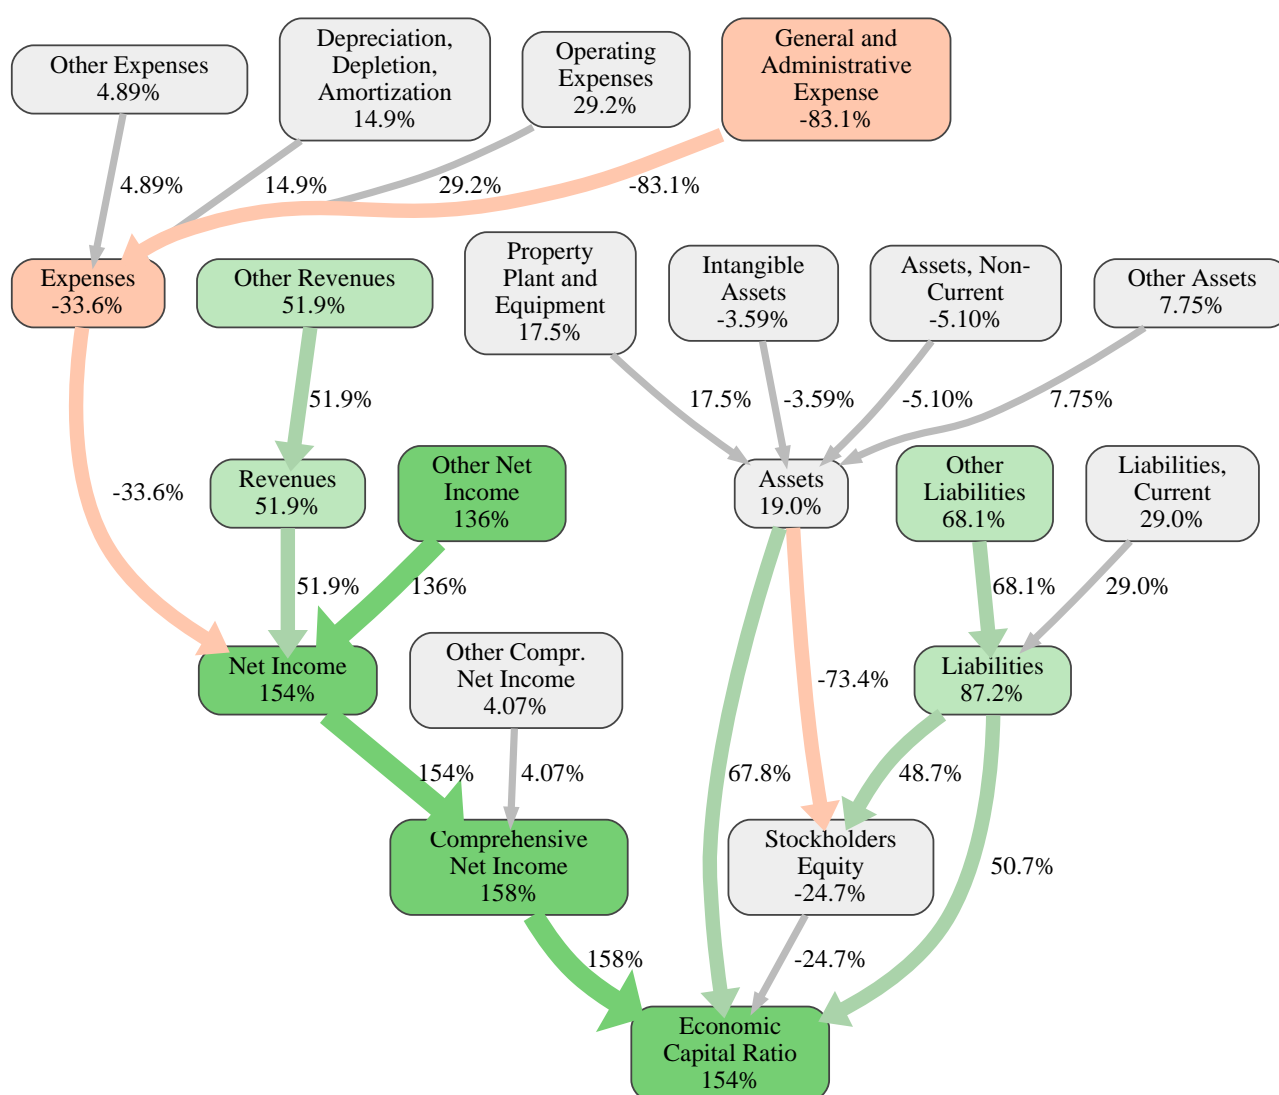 Other Expenses
4.89%
Depreciation,
Depletion,
Amortization
14.9%
Operating
Expenses
29.2%
General and
Administrative
Expense
-83.1%
4.89%
14.9%
29.2%
-83.1%
Expenses
-33.6%
Other Revenues
51.9%
Property
Plant and
Equipment
17.5%
Intangible
Assets
-3.59%
Assets, Non-
Current
-5.10%
Other Assets
7.75%
51.9%
17.5%
-3.59%
-5.10%
7.75%
-33.6%
Revenues
51.9%
Other Net
Income
136%
Assets
19.0%
Other
Liabilities
68.1%
Liabilities,
Current
29.0%
51.9%
136%
68.1%
29.0%
Net Income
154%
Other Compr.
Net Income
4.07%
-73.4%
Liabilities
87.2%
154%
4.07%
67.8%
48.7%
Comprehensive
Net Income
158%
Stockholders
Equity
-24.7%
50.7%
158%
-24.7%
Economic
Capital Ratio
154%